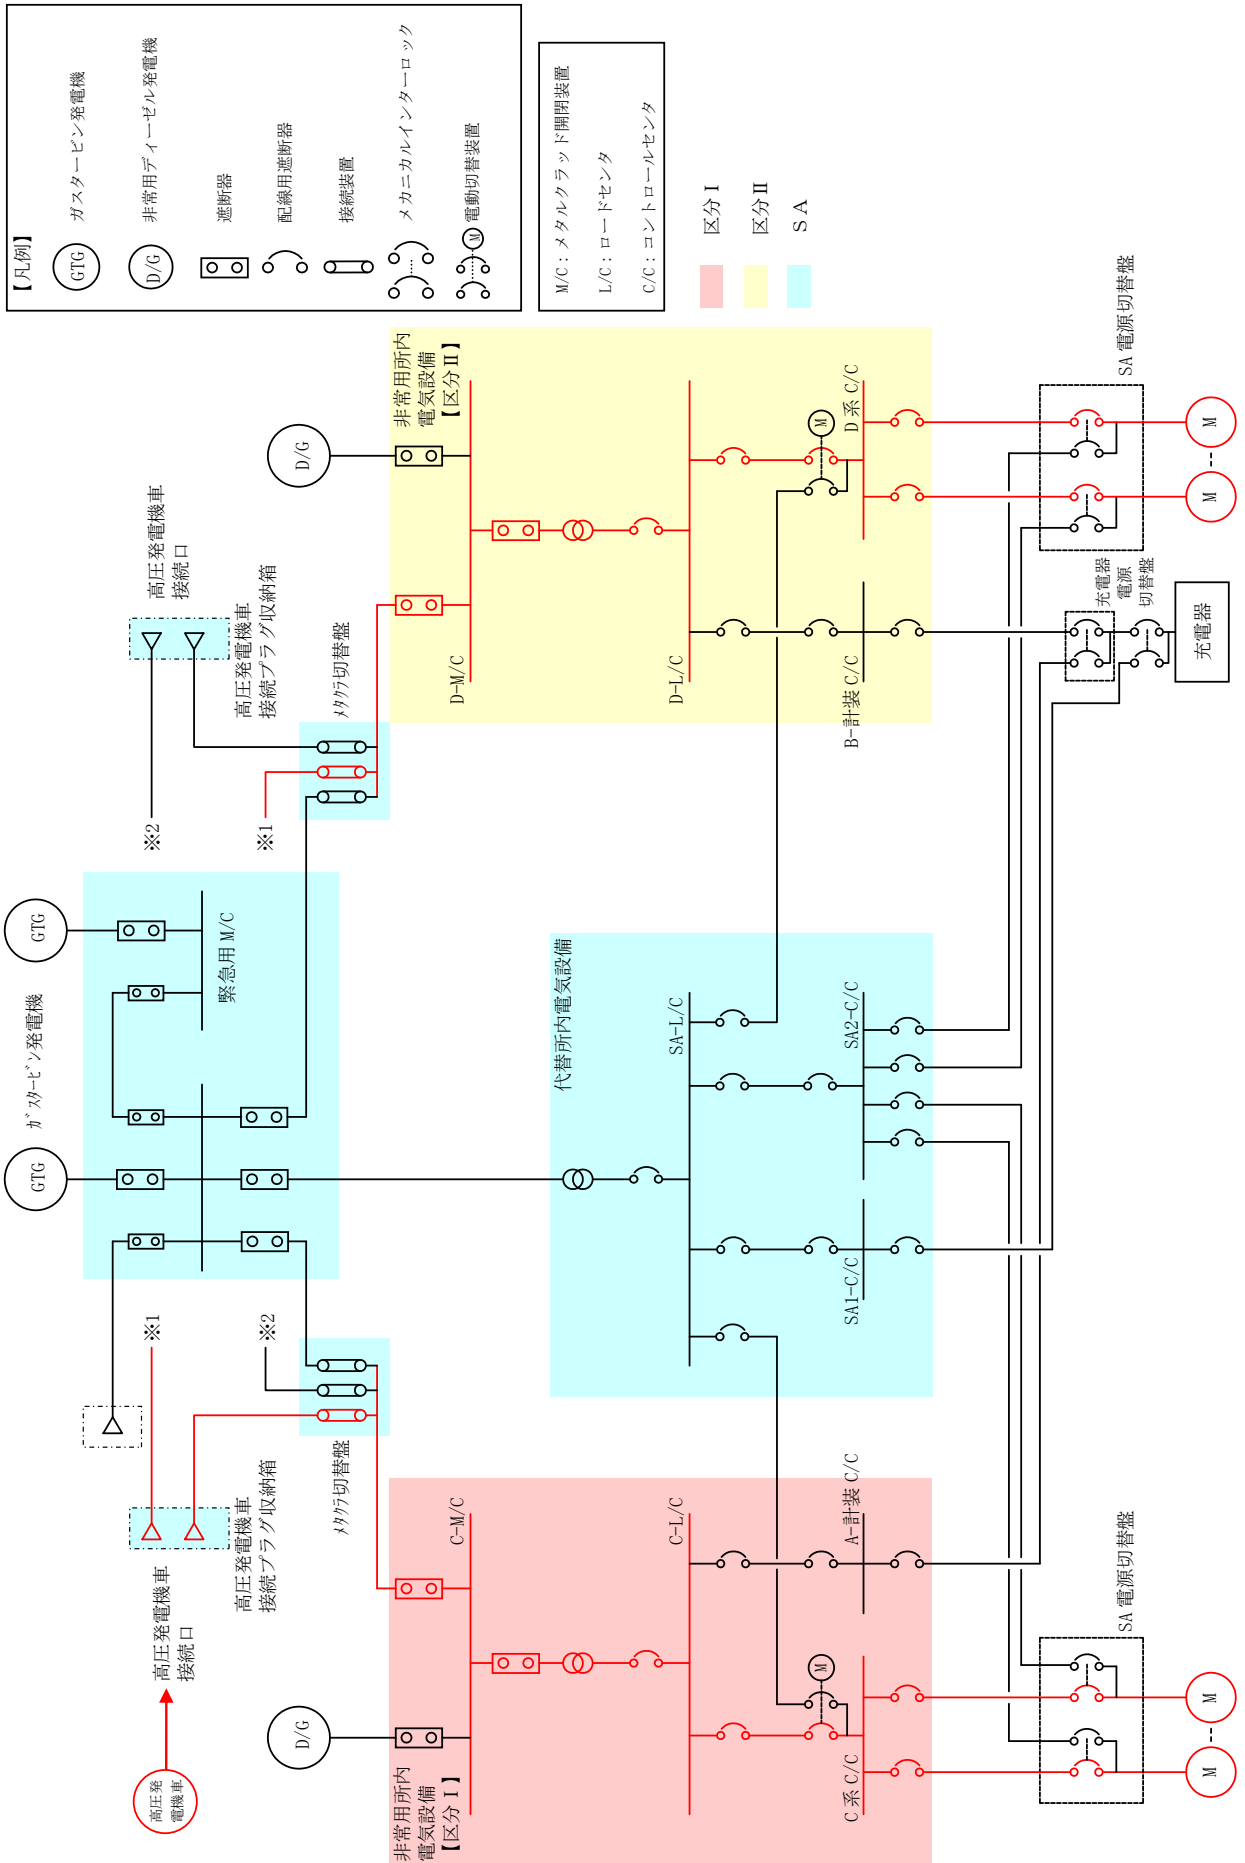 【凡例】
GTG
ガスタービン発電機
D/G
非常用ディーゼル発電機
遮断器
配線用遮断器
接続装置
メカニカルインターロック
M
電動切替装置
M/C：メタルクラッド開閉装置
L/C：ロードセンタ
C/C：コントロールセンタ
区分Ⅰ
区分Ⅱ
ＳＡ
高圧発
電機車
高圧発電機車
接続口
高圧発電機車
接続プラグ収納箱
※1
※2
GTG
ｶﾞｽﾀｰﾋﾞﾝ発電機
GTG
緊急用M/C
※2
※1
高圧発電機車
接続口
高圧発電機車
接続プラグ収納箱
ﾒﾀｸﾗ切替盤
ﾒﾀｸﾗ切替盤
D/G
D/G
非常用所内
電気設備
【区分Ⅰ】
C-M/C
C-L/C
C系C/C
M
A-計装C/C
代替所内電気設備
SA-L/C
SA1-C/C
SA2-C/C
非常用所内
電気設備
【区分Ⅱ】
D-M/C
D-L/C
B-計装C/C
M
D系C/C
SA電源切替盤
M
M
充電器
電源
切替盤
充電器
SA電源切替盤
M
M